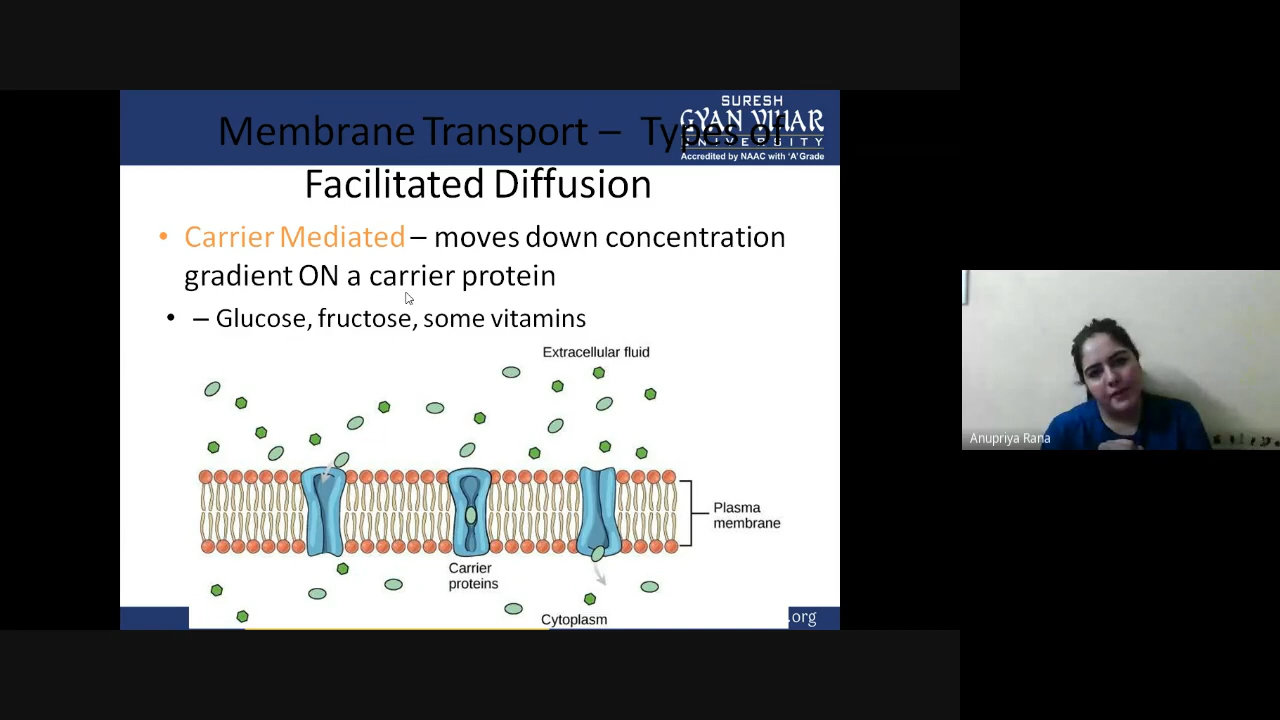 SURESH
GYAN VIHAR
UNIVERSITY
Accredited by NAAC with 'A' Grade
Membrane Transport – Types of
Facilitated Diffusion
• Carrier Mediated – moves down concentration
gradient ON a carrier protein
• – Glucose, fructose, some vitamins
Extracellular fluid
Plasma
membrane
Carrier
proteins
Cytoplasm
.org
Anupriya Rana